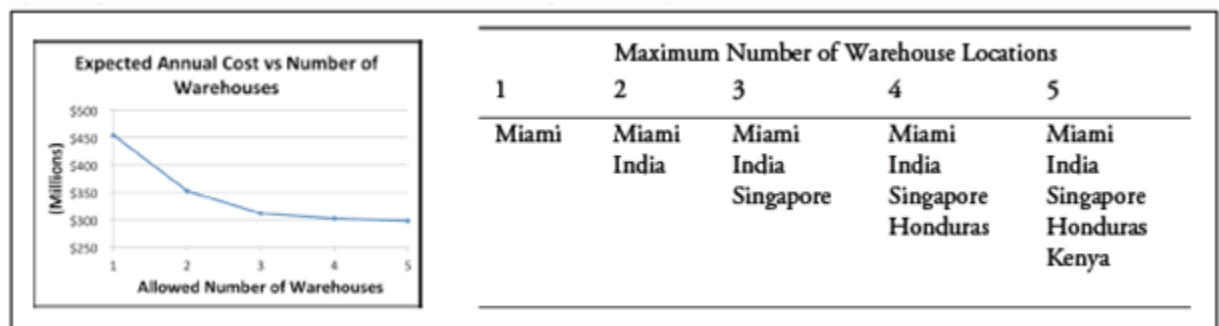 Expected Annual Cost vs Number of
Warehouses
$500
$450
$400
$350
$300
$250
(Millions)
1 2 3 4 5
Allowed Number of Warehouses
Maximum Number of Warehouse Locations
1 2 3 4 5
Miami Miami Miami Miami Miami
India India India India
Singapore Singapore Singapore
Honduras Honduras
Kenya